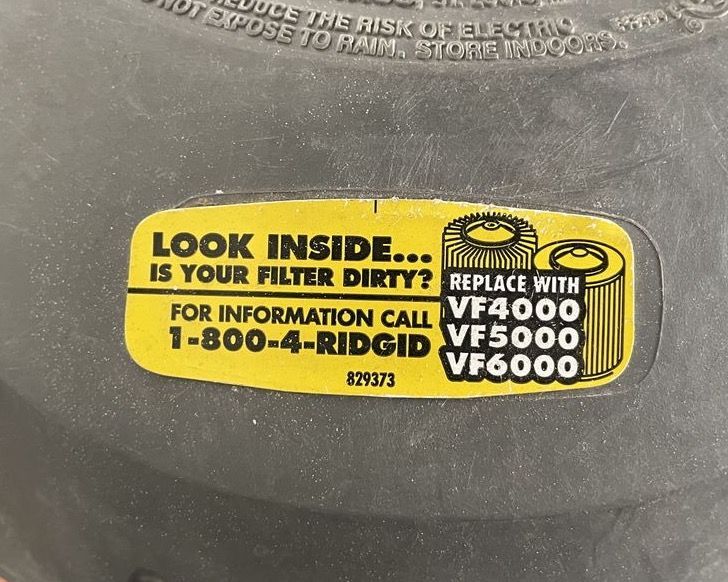 REDUCE THE RISK OF ELECTRIC
NOT EXPOSE TO RAIN. STORE INDOORS.
LOOK INSIDE...
IS YOUR FILTER DIRTY?
FOR INFORMATION CALL
1-800-4-RIDGID
829373
REPLACE WITH
VF4000
VF5000
VF6000